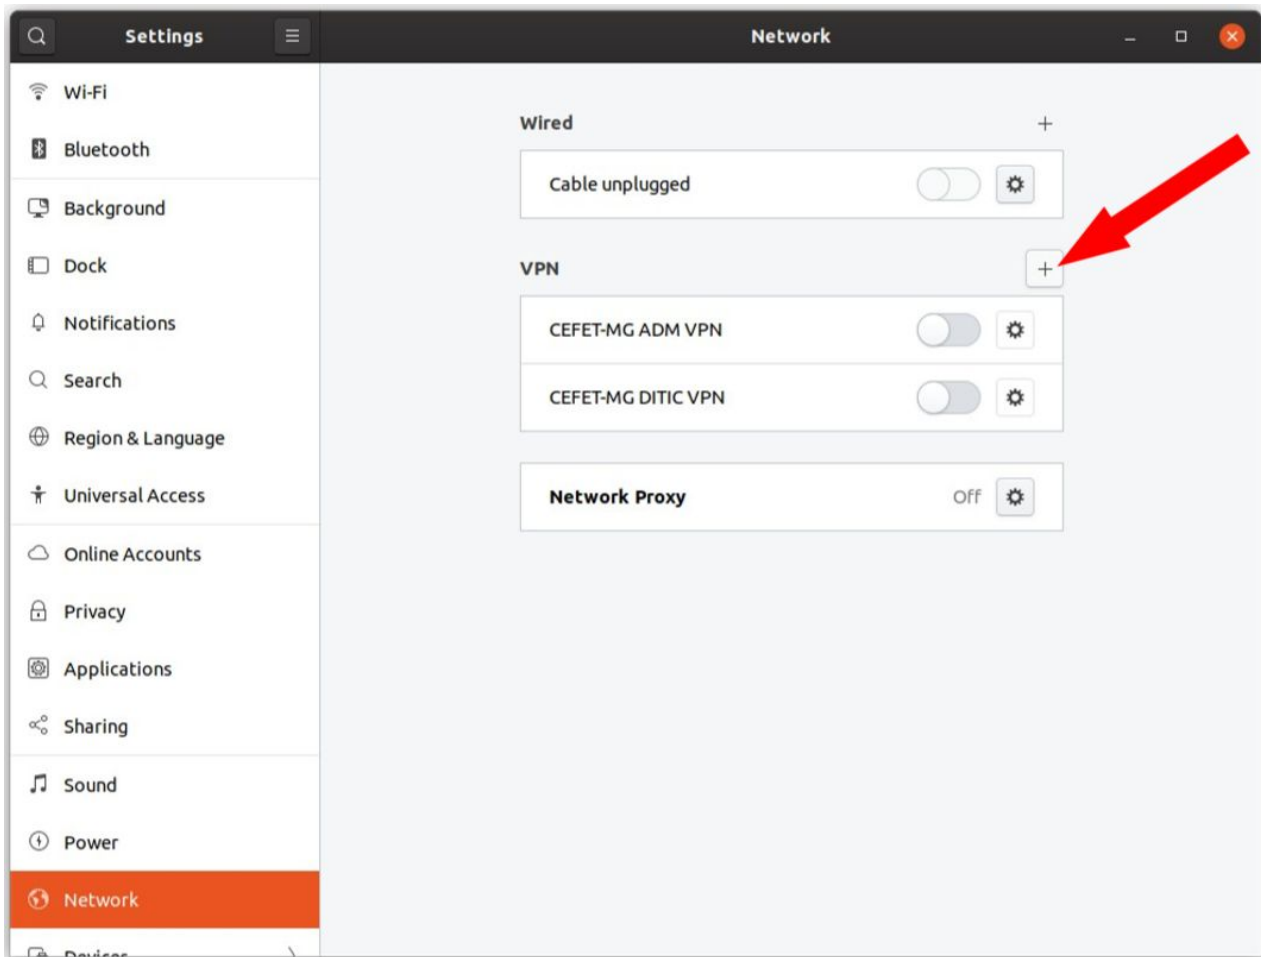 Settings
Network
Wi-Fi
Bluetooth
Background
Dock
Notifications
Search
Region & Language
Universal Access
Online Accounts
Privacy
Applications
Sharing
Sound
Power
Network
Devices
Wired
Cable unplugged
VPN
CEFET-MG ADM VPN
CEFET-MG DITIC VPN
Network Proxy
Off